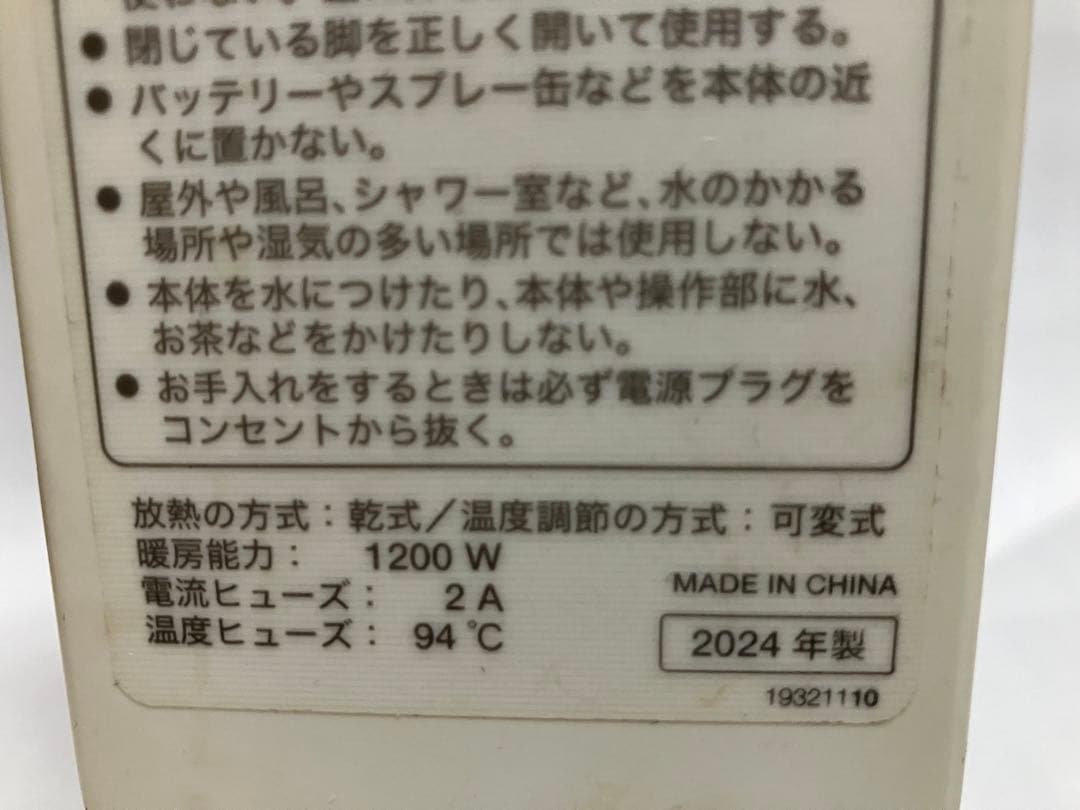 ● 閉じている脚を正しく開いて使用する。
● バッテリーやスプレー缶などを本体の近
くに置かない。
● 屋外や風呂、シャワー室など、水のかかる
場所や湿気の多い場所では使用しない。
● 本体を水につけたり、本体や操作部に水、
お茶などをかけたりしない。
● お手入れをするときは必ず電源プラグを
コンセントから抜く。
放熱の方式：乾式／温度調節の方式：可変式
暖房能力： 1200 W
電流ヒューズ： 2 A
温度ヒューズ： 94 ℃
MADE IN CHINA
2024 年製
19321110